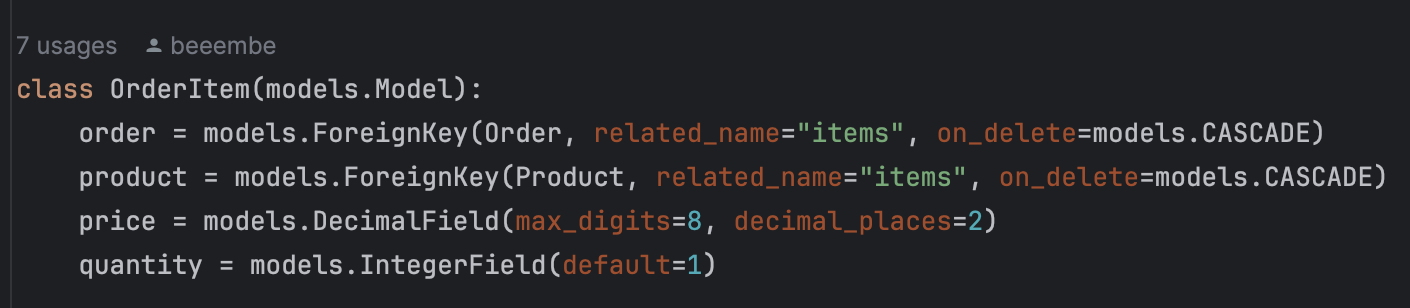 7 usages beeembe
class OrderItem(models.Model):
    order = models.ForeignKey(Order, related_name="items", on_delete=models.CASCADE)
    product = models.ForeignKey(Product, related_name="items", on_delete=models.CASCADE)
    price = models.DecimalField(max_digits=8, decimal_places=2)
    quantity = models.IntegerField(default=1)